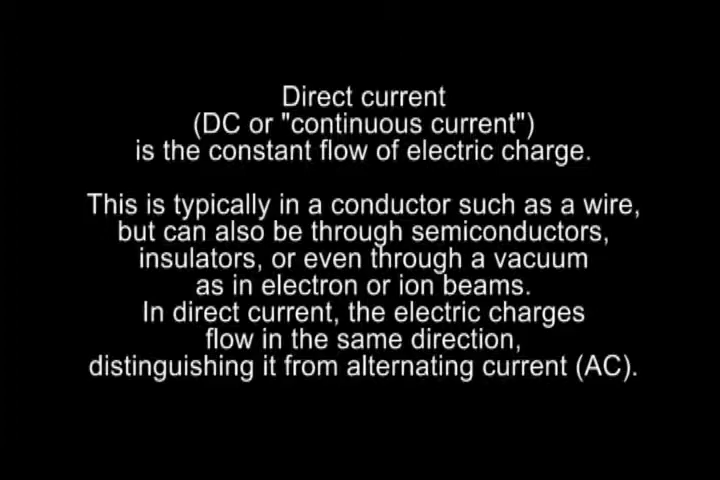 Direct current
(DC or "continuous current")
is the constant flow of electric charge.
This is typically in a conductor such as a wire,
but can also be through semiconductors,
insulators, or even through a vacuum
as in electron or ion beams.
In direct current, the electric charges
flow in the same direction,
distinguishing it from alternating current (AC).